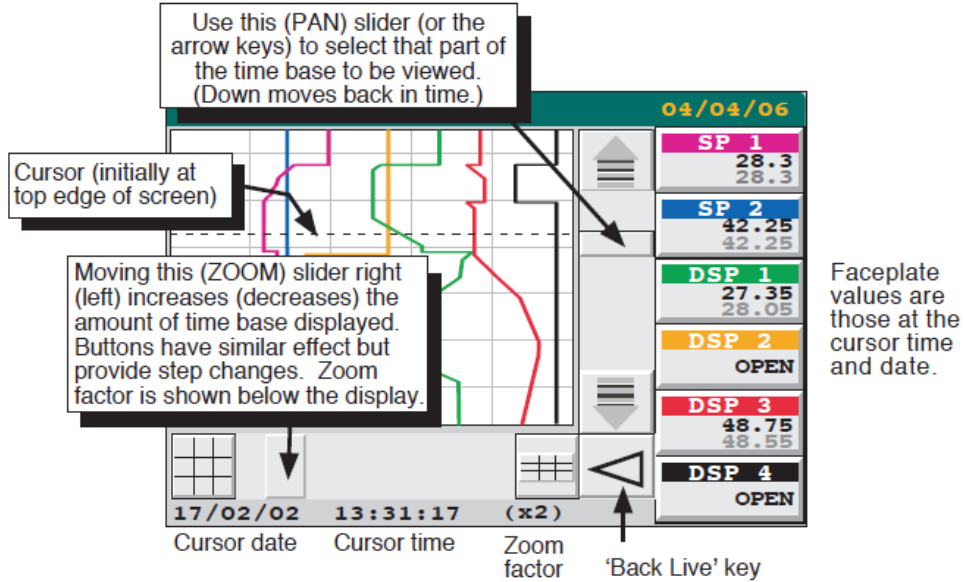 Use this (PAN) slider (or the
arrow keys) to select that part of
the time base to be viewed.
(Down moves back in time.)
04/04/06
Cursor (initially at
top edge of screen)
SP 1
28.3
28.3
SP 2
42.25
42.25
Moving this (ZOOM) slider right
(left) increases (decreases) the
amount of time base displayed.
Buttons have similar effect but
provide step changes. Zoom
factor is shown below the display.
DSP 1
27.35
28.05
DSP 2
OPEN
DSP 3
48.75
48.55
DSP 4
OPEN
Faceplate
values are
those at the
cursor time
and date.
17/02/02 13:31:17 (x2)
Cursor date
Cursor time
Zoom
factor
'Back Live' key